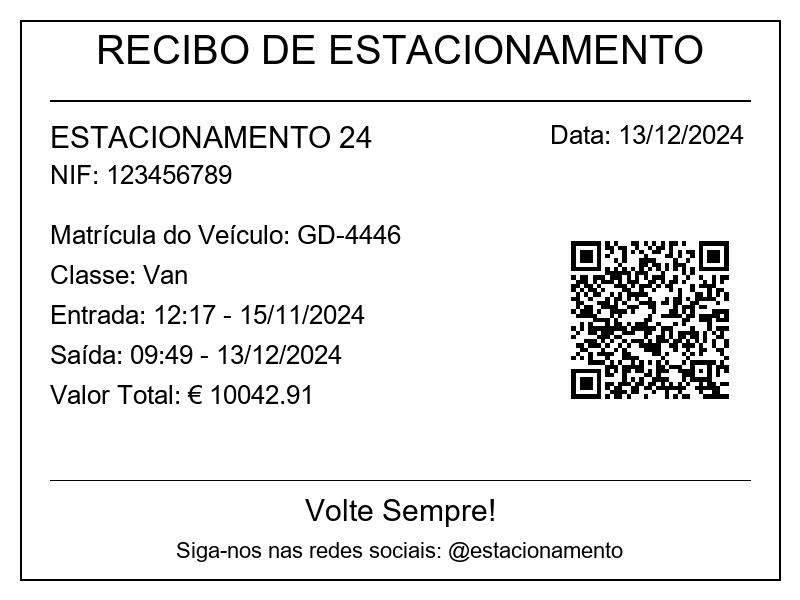 RECIBO DE ESTACIONAMENTO
ESTACIONAMENTO 24
Data: 13/12/2024
NIF: 123456789
Matrícula do Veículo: GD-4446
Classe: Van
Entrada: 12:17 - 15/11/2024
Saída: 09:49 - 13/12/2024
Valor Total: € 10042.91
Volte Sempre!
Siga-nos nas redes sociais: @estacionamento